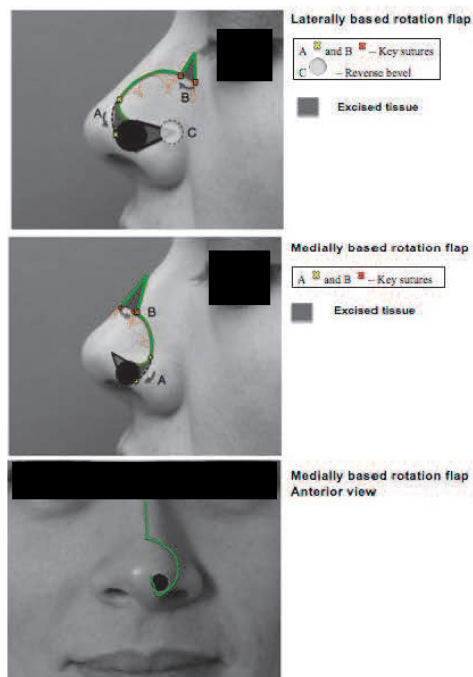 Laterally based rotation flap
A and B – Key sutures
C – Reverse bevel
Excised tissue
B
A
C
Medially based rotation flap
A and B – Key sutures
Excised tissue
B
A
Medially based rotation flap
Anterior view